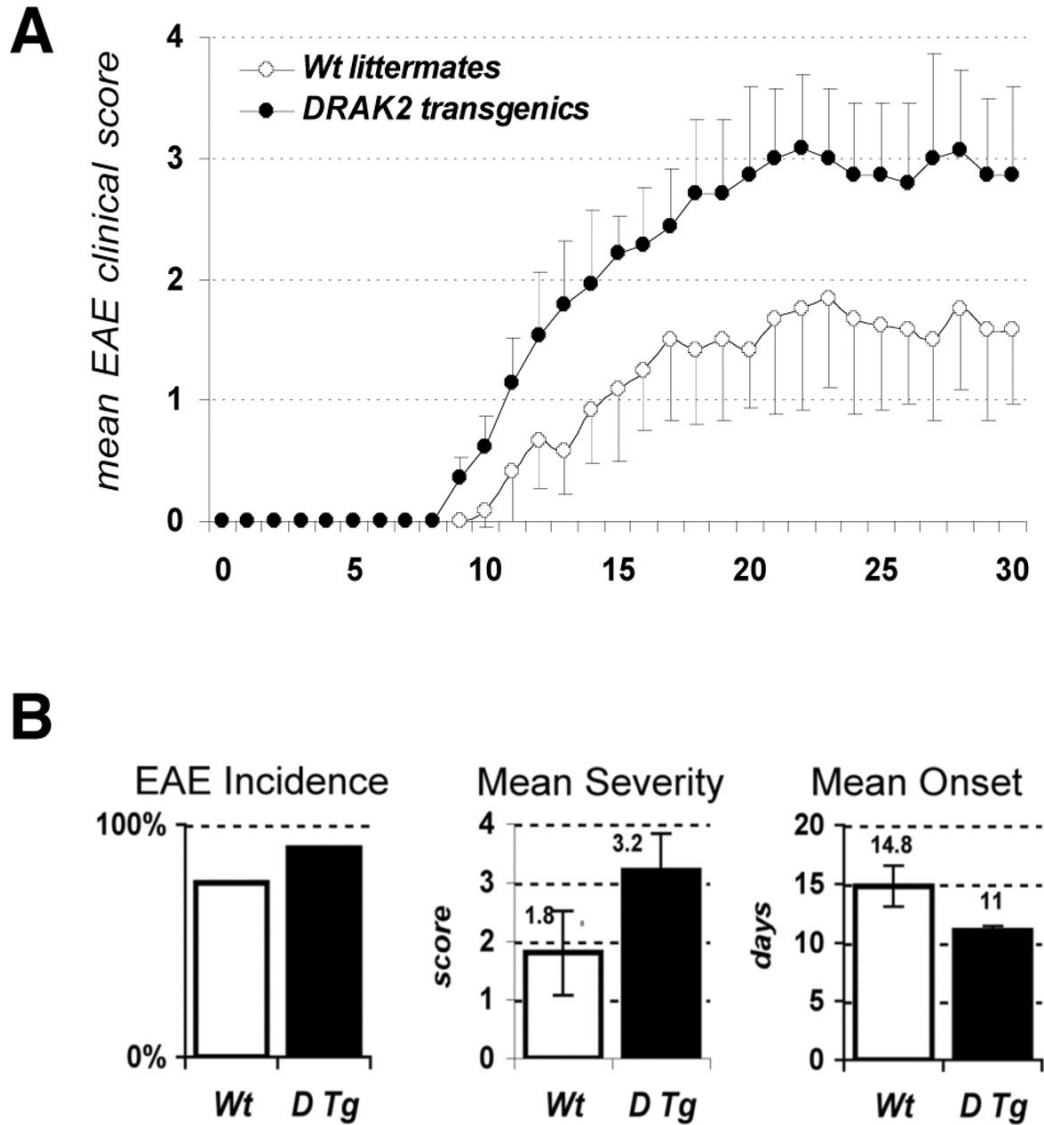 A
mean EAE clinical score
4
3
2
1
0
Wt littermates
DRAK2 transgenics
0 5 10 15 20 25 30
B
EAE Incidence
100%
0%
Wt D Tg
Mean Severity
score
4
3
2
1
0
1.8
3.2
Wt D Tg
Mean Onset
days
20
15
10
5
0
14.8
11
Wt D Tg